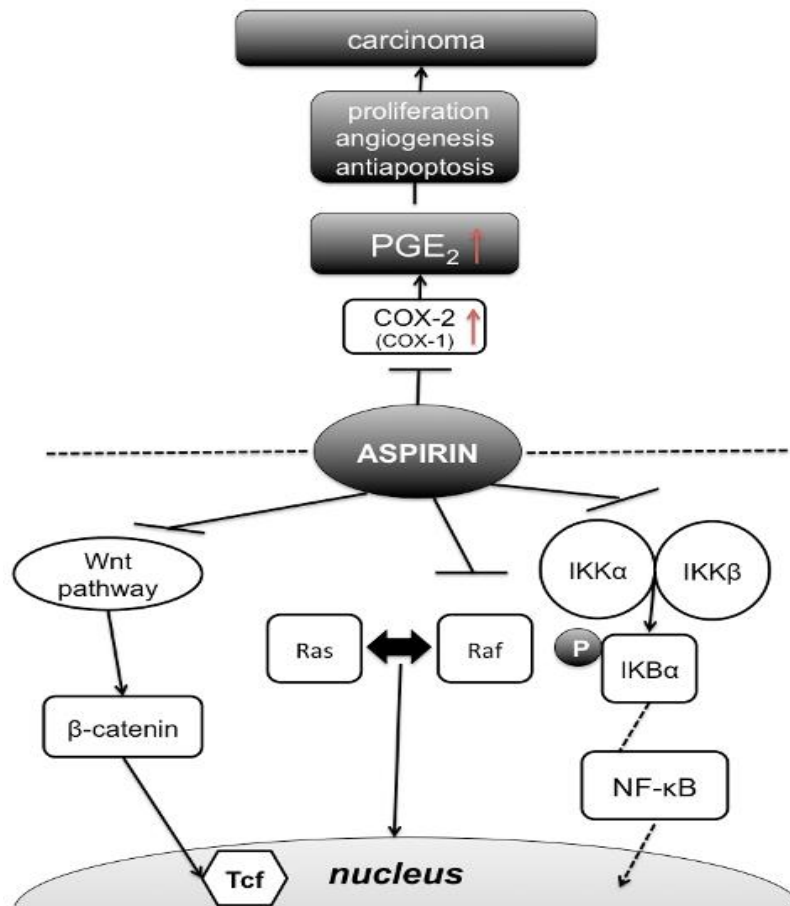 carcinoma
proliferation
angiogenesis
antiapoptosis
PGE₂
COX-2
(COX-1)
ASPIRIN
Wnt
pathway
IKKα
IKKβ
Ras
Raf
P
IKBα
β-catenin
NF-κB
Tcf
nucleus